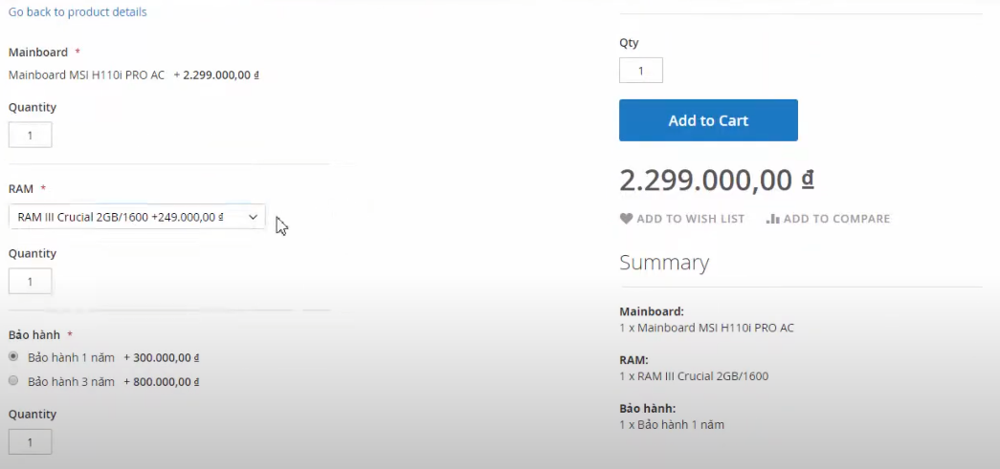 Go back to product details
Mainboard *
Mainboard MSI H110i PRO AC + 2.299.000,00 ₫
Quantity
1
RAM *
RAM III Crucial 2GB/1600 +249.000,00 ₫
Quantity
1
Bảo hành *
Bảo hành 1 năm + 300.000,00 ₫
Bảo hành 3 năm + 800.000,00 ₫
Quantity
1
Qty
1
Add to Cart
2.299.000,00 ₫
ADD TO WISH LIST ADD TO COMPARE
Summary
Mainboard:
1 x Mainboard MSI H110i PRO AC
RAM:
1 x RAM III Crucial 2GB/1600
Bảo hành:
1 x Bảo hành 1 năm